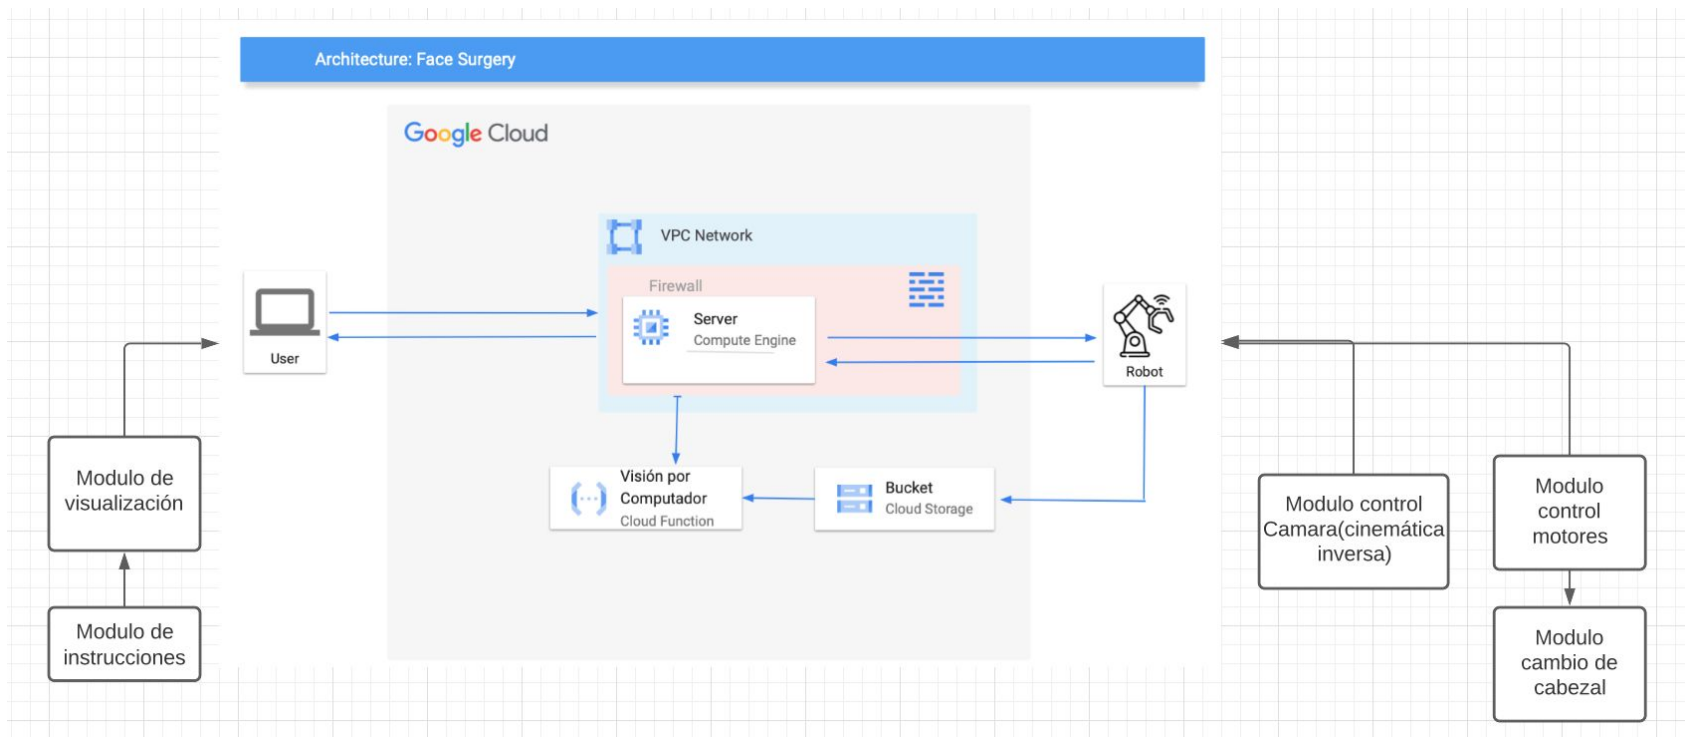 Architecture: Face Surgery
Google Cloud
VPC Network
Firewall
Server
Compute Engine
User
Robot
Visión por
Computador
Cloud Function
Bucket
Cloud Storage
Modulo de
visualización
Modulo de
instrucciones
Modulo control
Camara(cinemática
inversa)
Modulo
control
motores
Modulo
cambio de
cabezal